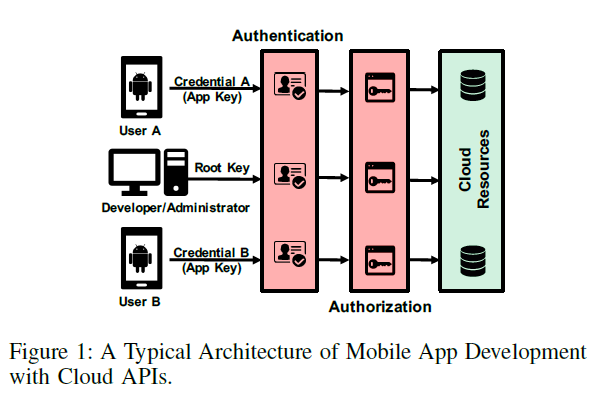 Authentication
Credential A
(App Key)
User A
Root Key
Developer/Administrator
Credential B
(App Key)
User B
Cloud
Resources
Authorization
Figure 1: A Typical Architecture of Mobile App Development
with Cloud APIs.